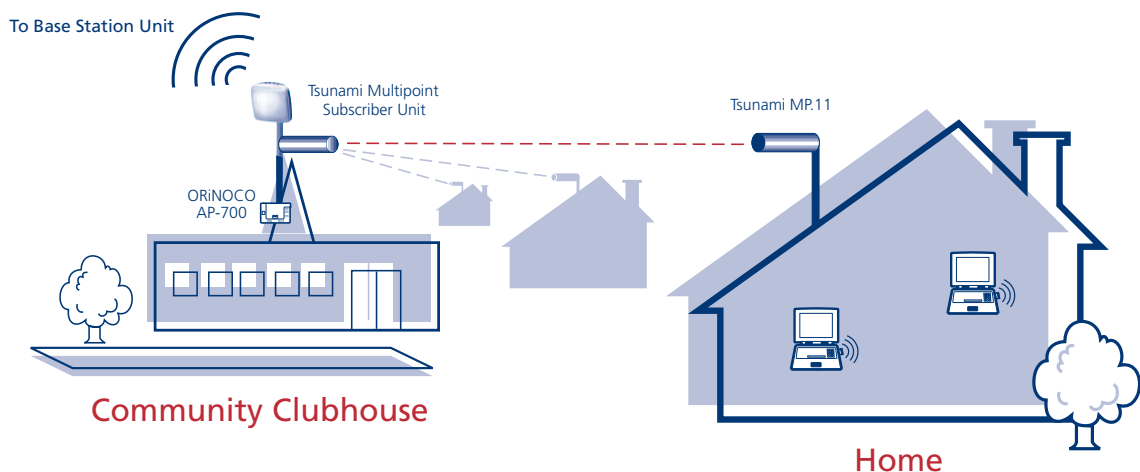 To Base Station Unit
Tsunami Multipoint
Subscriber Unit
Tsunami MP.11
ORiNOCO
AP-700
Community Clubhouse
Home